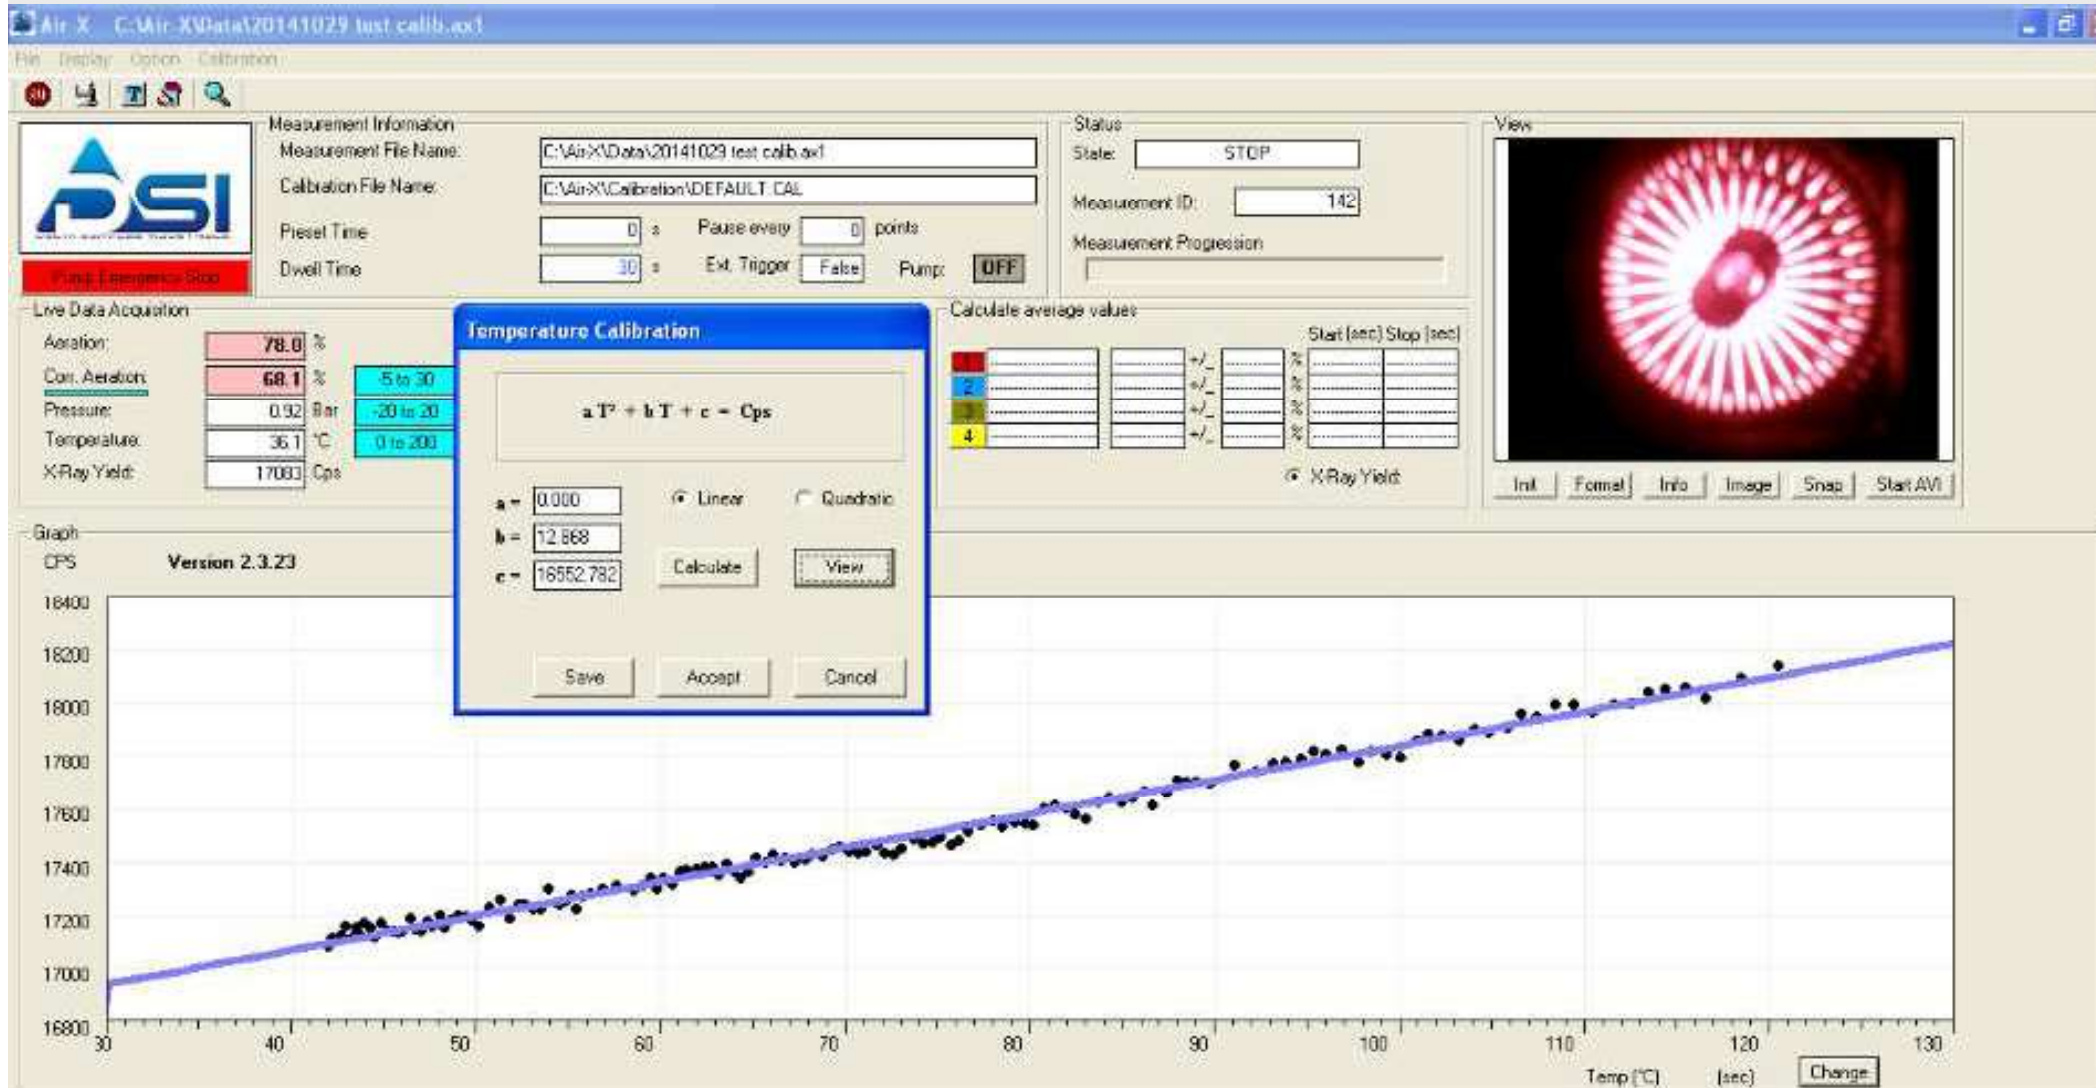 Air-X C:\Air-X\Data\20141029 test calib.ax1
File Display Option Calibration
DSI
Pump Emergency Stop
Measurement Information
Measurement File Name: C:\Air-X\Data\20141029 test calib.ax1
Calibration File Name: C:\Air-X\Calibration\DEFAULT.CAL
Preset Time 0 s Pause every 0 points
Dwell Time 30 s Ext. Trigger False Pump: OFF
Status
State: STOP
Measurement ID: 142
Measurement Progression
View
Init Format Info Image Snap Start AVI
Live Data Acquisition
Aeration: 78.0 %
Corr. Aeration: 68.1 % -5 to 30
Pressure: 0.92 Bar -20 to 20
Temperature: 36.1 °C 0 to 200
X-Ray Yield: 17083 Cps
Temperature Calibration
a T² + b T + c = Cps
a = 0.000 Linear Quadratic
b = 12.868
c = 16552.782 Calculate View
Save Accept Cancel
Calculate average values
Start (sec) Stop (sec)
1 +/_ %
2 +/_ %
3 +/_ %
4 +/_ %
X-Ray Yield
Graph
CPS Version 2.3.23
18400
18200
18000
17800
17600
17400
17200
17000
16800
30 40 50 60 70 80 90 100 110 120 130
Temp (°C) (sec) Change